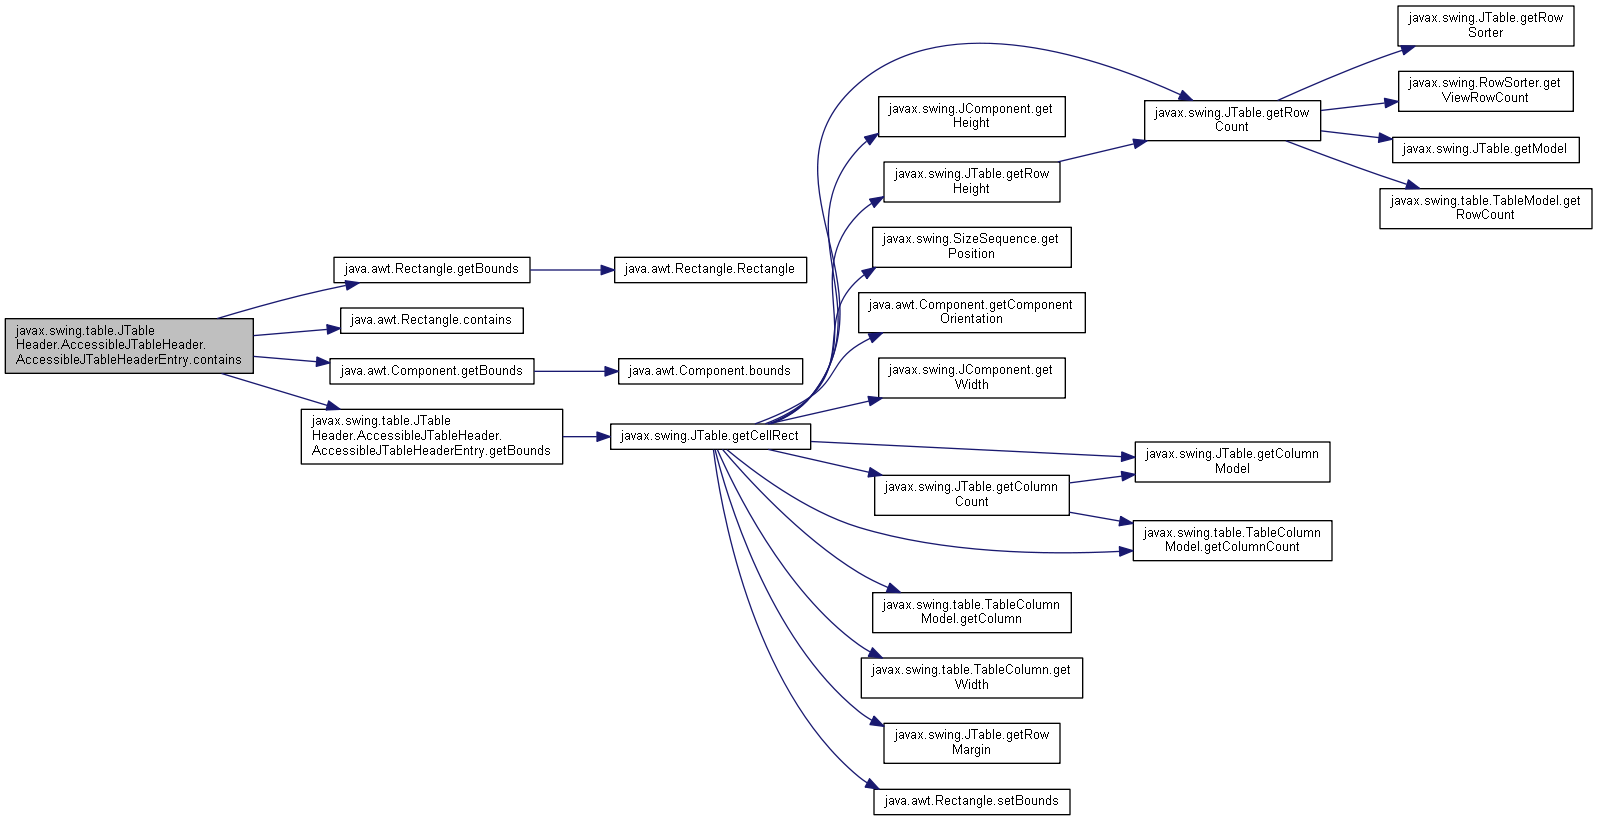 javax.swing.table.JTable
Header.AccessibleJTableHeader.
AccessibleJTableHeaderEntry.contains
java.awt.Rectangle.getBounds
java.awt.Rectangle.contains
java.awt.Component.getBounds
javax.swing.table.JTable
Header.AccessibleJTableHeader.
AccessibleJTableHeaderEntry.getBounds
java.awt.Rectangle.Rectangle
java.awt.Component.bounds
javax.swing.JTable.getCellRect
javax.swing.JComponent.get
Height
javax.swing.JTable.getRow
Height
javax.swing.SizeSequence.get
Position
java.awt.Component.getComponent
Orientation
javax.swing.JComponent.get
Width
javax.swing.JTable.getColumn
Count
javax.swing.table.TableColumn
Model.getColumn
javax.swing.table.TableColumn.get
Width
javax.swing.JTable.getRow
Margin
java.awt.Rectangle.setBounds
javax.swing.JTable.getRow
Count
javax.swing.JTable.getColumn
Model
javax.swing.table.TableColumn
Model.getColumnCount
javax.swing.JTable.getRow
Sorter
javax.swing.RowSorter.get
ViewRowCount
javax.swing.JTable.getModel
javax.swing.table.TableModel.get
RowCount